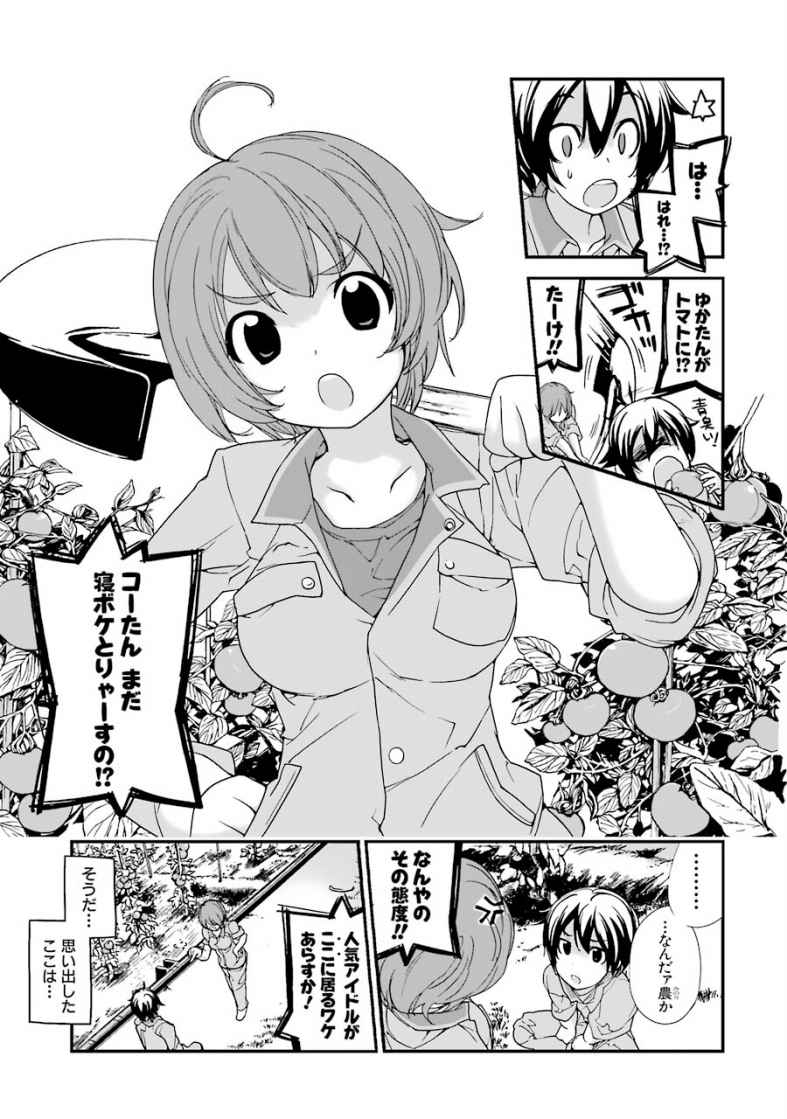 は…
はれ…!?
ゆかたんが
トマトに!?
青臭い！
ゴカッ
たーけ!!
コーたん まだ
寝ボケとりゃーすの!?
………
…なんだァ農か
なんやの
その態度!!
人気アイドルが
ここに居るワケ
あらすか！
そうだ…
思い出した
ここは…